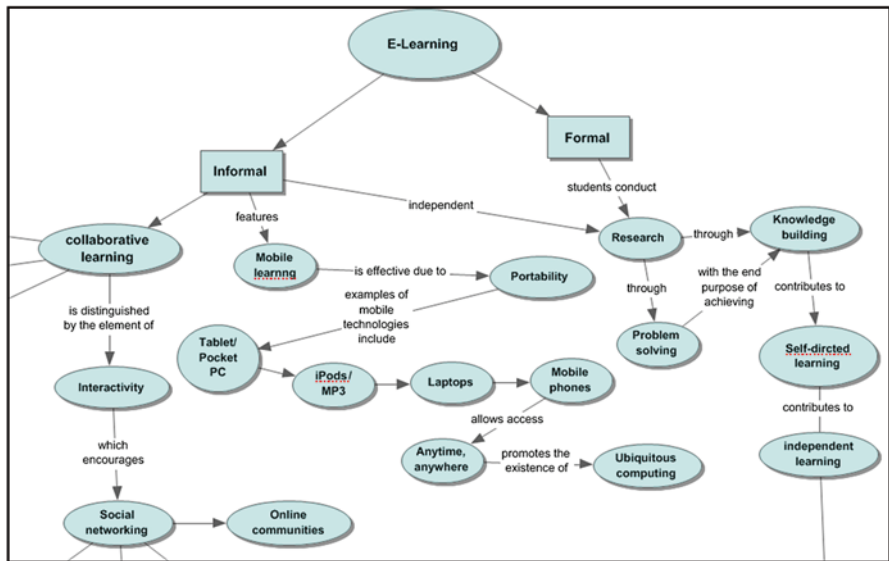 E-Learning
Formal
Informal
students conduct
independent
features
collaborative
learning
Mobile
learnng
is effective due to
Portability
Research
through
Knowledge
building
through
with the end
purpose of
achieving
contributes to
is distinguished
by the element of
examples of
mobile
technologies
include
Tablet/
Pocket
PC
iPods/
MP3
Laptops
Mobile
phones
Problem
solving
Self-dircted
learning
Interactivity
allows access
contributes to
which
encourages
Anytime,
anywhere
promotes the
existence of
Ubiquitous
computing
independent
learning
Social
networking
Online
communities